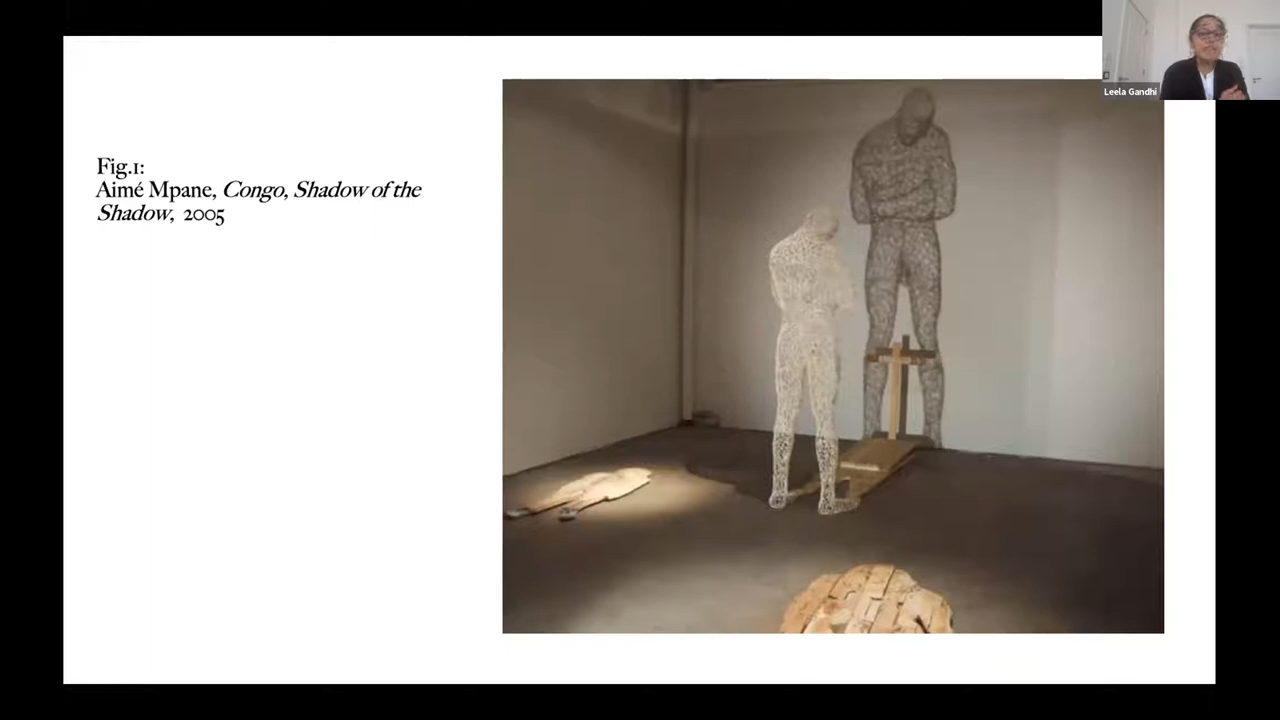 Leela Gandhi
Fig.1:
Aimé Mpane, Congo, Shadow of the
Shadow, 2005